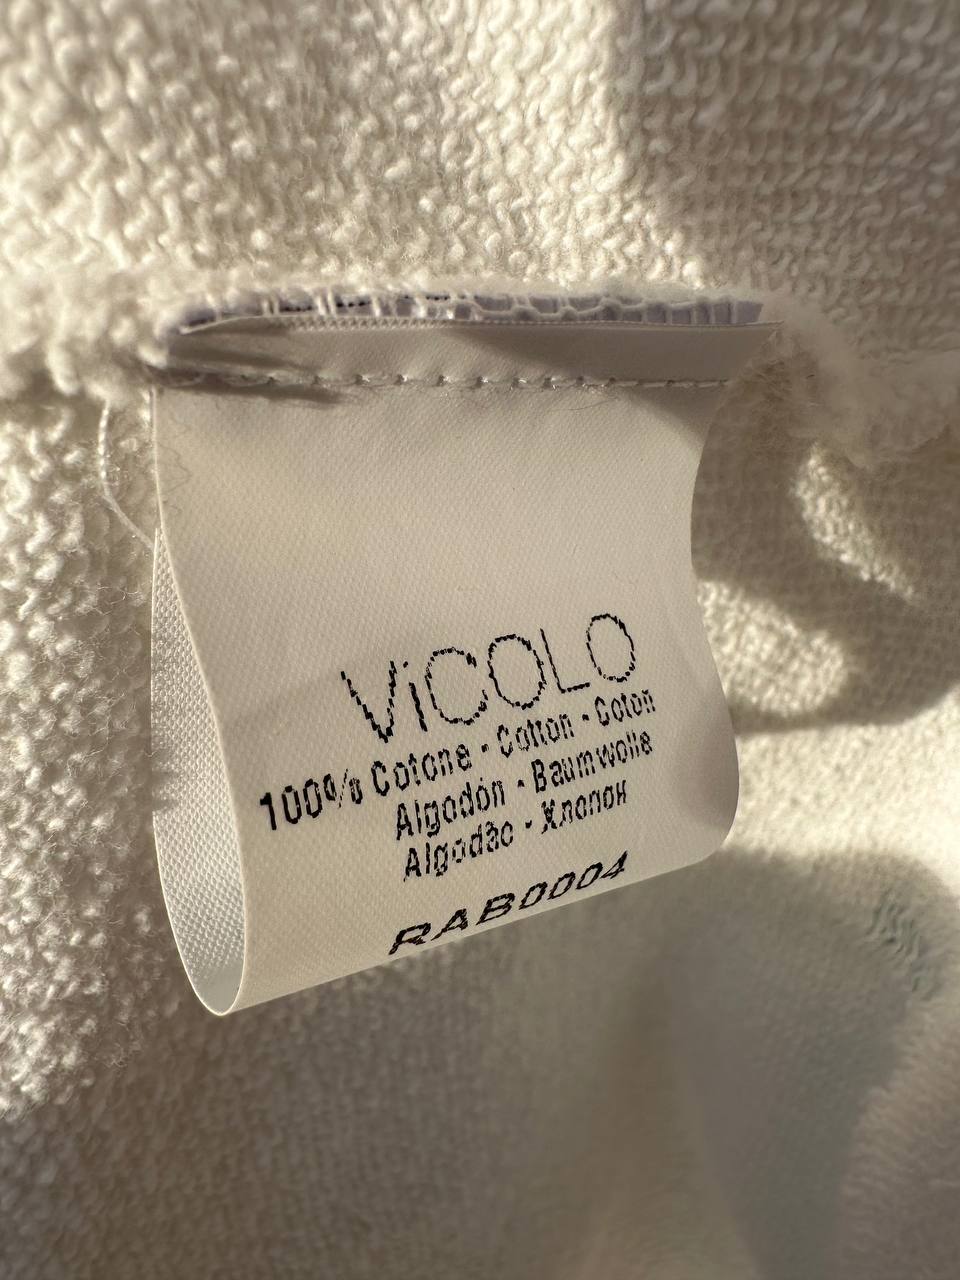 ViCOLO
100% Cotone - Cotton - Coton
Algodón - Baumwolle
Algodão - Хлопок
RAB0004